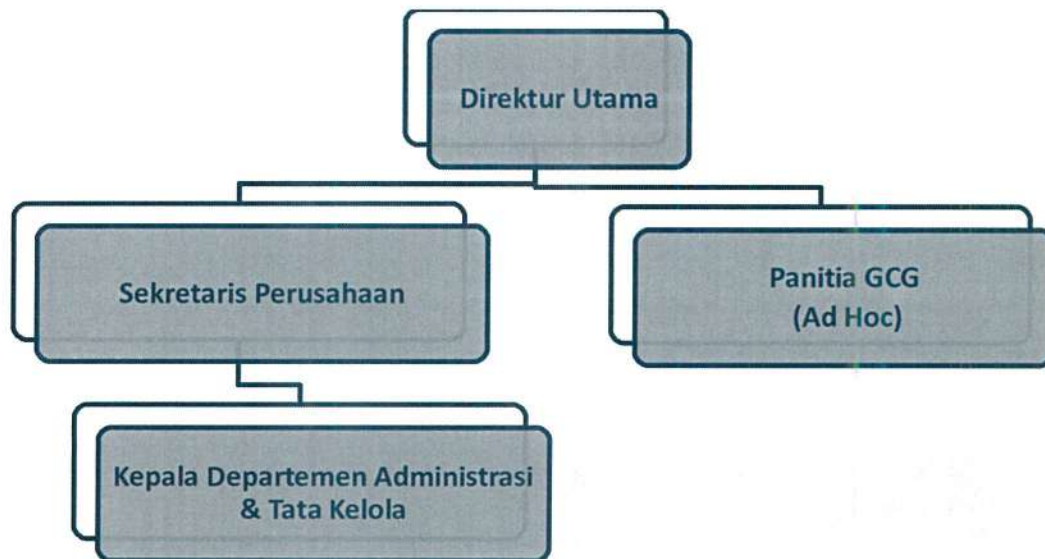 Direktur Utama
Sekretaris Perusahaan
Panitia GCG
(Ad Hoc)
Kepala Departemen Administrasi
& Tata Kelola